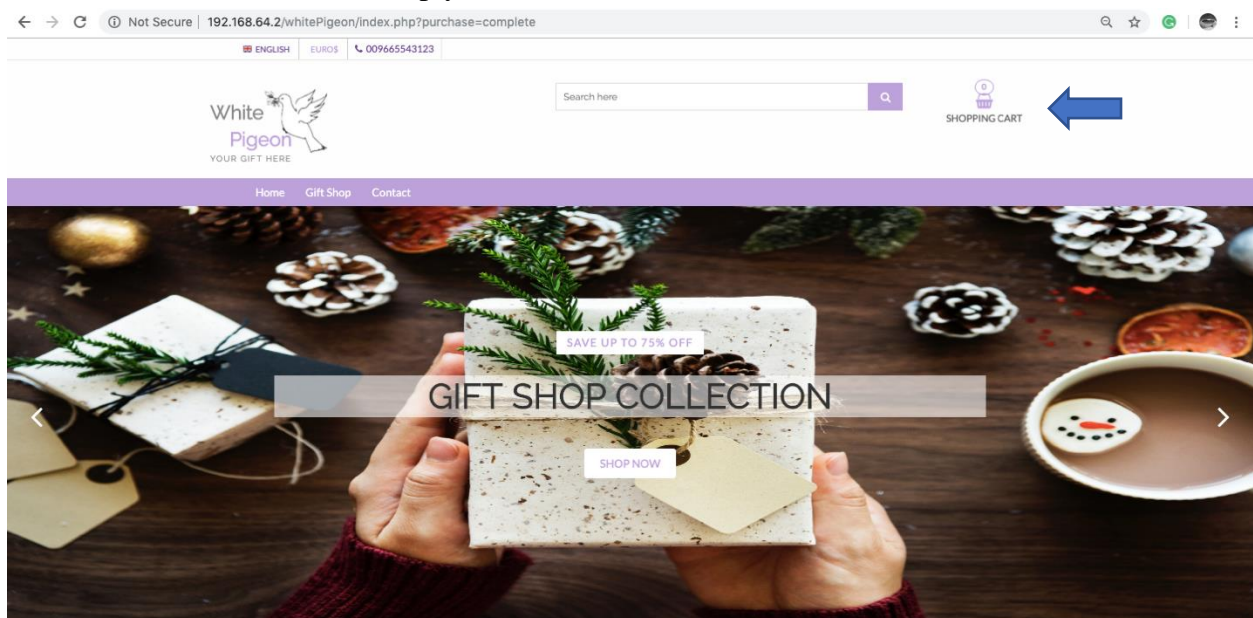 Not Secure | 192.168.64.2/whitePigeon/index.php?purchase=complete
ENGLISH EURO$ 009665543123
Search here
0
SHOPPING CART
White
Pigeon
YOUR GIFT HERE
Home Gift Shop Contact
SAVE UP TO 75% OFF
GIFT SHOP COLLECTION
SHOP NOW